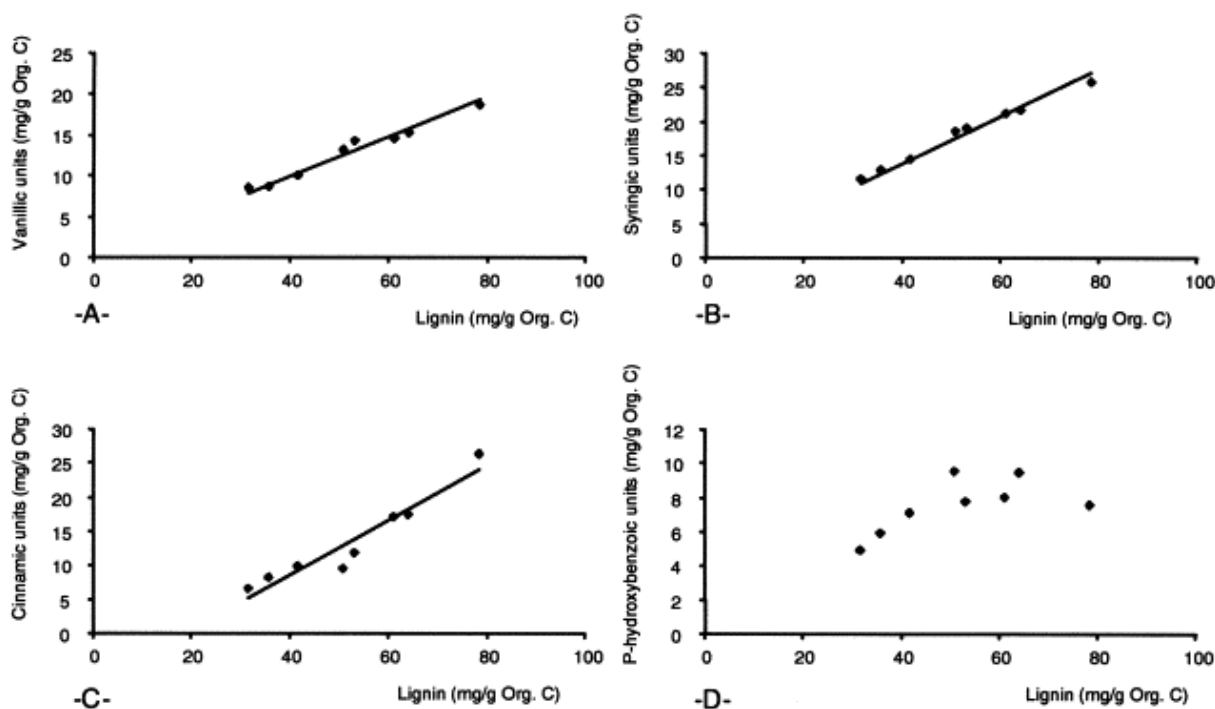 Vanillic units (mg/g Org. C)
25
20
15
10
5
0
0 20 40 60 80 100
-A-
Lignin (mg/g Org. C)
Syringic units (mg/g Org. C)
30
25
20
15
10
5
0
0 20 40 60 80 100
-B-
Lignin (mg/g Org. C)
Cinnamic units (mg/g Org. C)
30
25
20
15
10
5
0
0 20 40 60 80 100
-C-
Lignin (mg/g Org. C)
P-hydroxybenzoic units (mg/g Org. C)
12
10
8
6
4
2
0
0 20 40 60 80 100
-D-
Lignin (mg/g Org. C)